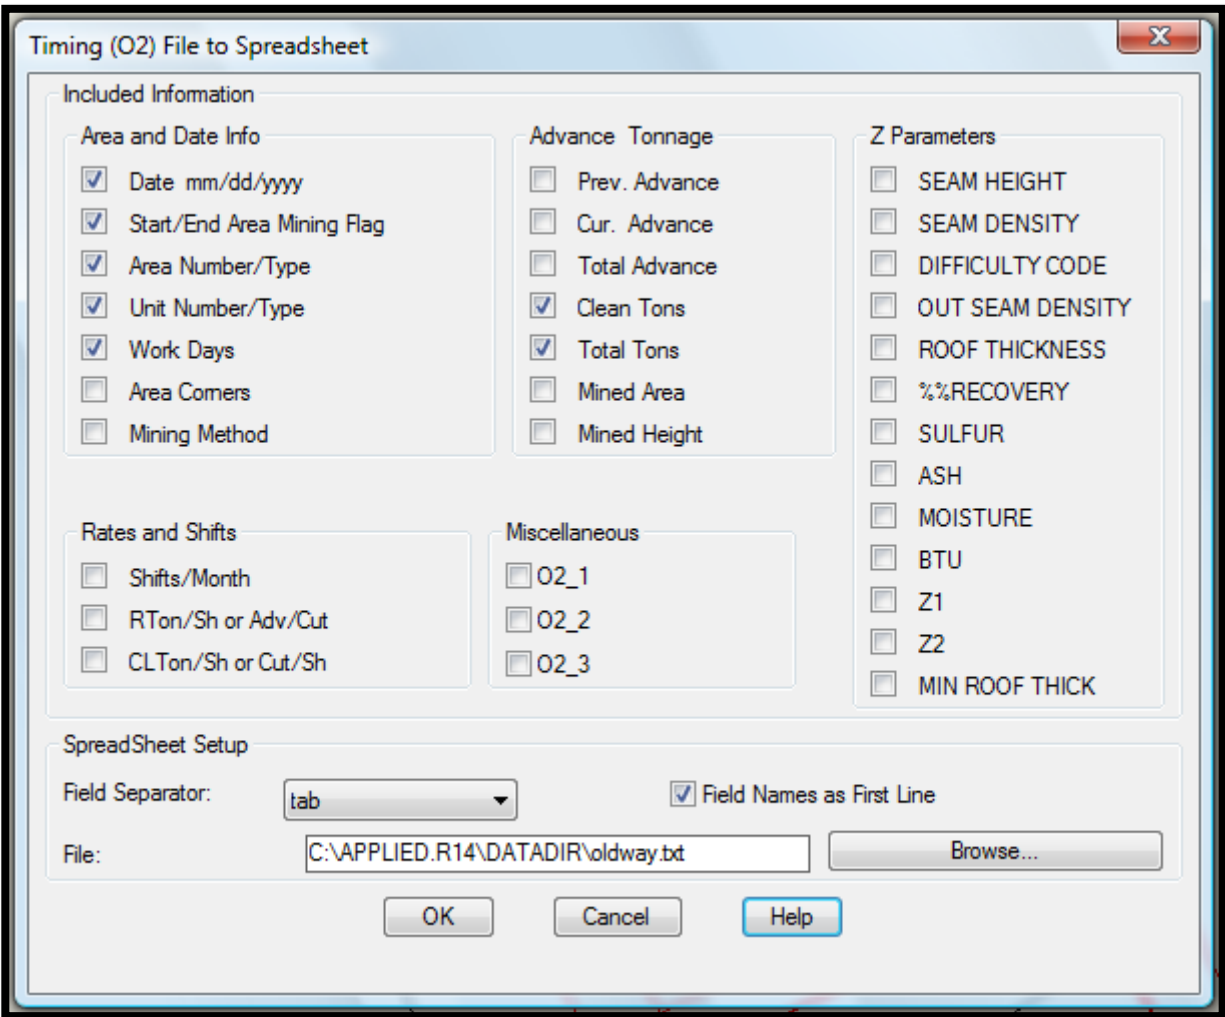 Timing (O2) File to Spreadsheet
Included Information
Area and Date Info
Date mm/dd/yyyy
Start/End Area Mining Flag
Area Number/Type
Unit Number/Type
Work Days
Area Corners
Mining Method
Advance Tonnage
Prev. Advance
Cur. Advance
Total Advance
Clean Tons
Total Tons
Mined Area
Mined Height
Z Parameters
SEAM HEIGHT
SEAM DENSITY
DIFFICULTY CODE
OUT SEAM DENSITY
ROOF THICKNESS
%%RECOVERY
SULFUR
ASH
MOISTURE
BTU
Z1
Z2
MIN ROOF THICK
Rates and Shifts
Shifts/Month
RTon/Sh or Adv/Cut
CLTon/Sh or Cut/Sh
Miscellaneous
O2_1
O2_2
O2_3
SpreadSheet Setup
Field Separator:
tab
Field Names as First Line
File:
C:\APPLIED.R14\DATADIR\oldway.txt
Browse...
OK
Cancel
Help